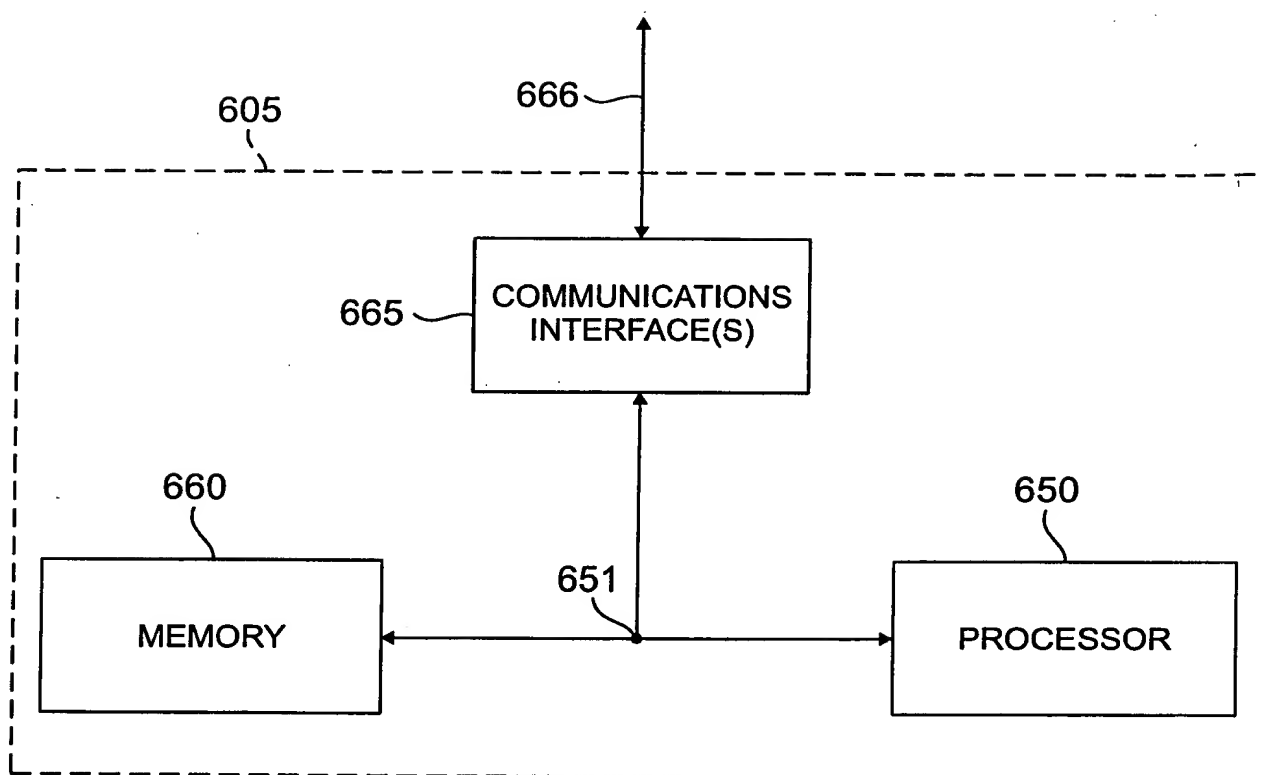 666
605
665
COMMUNICATIONS
INTERFACE(S)
660
650
651
MEMORY
PROCESSOR